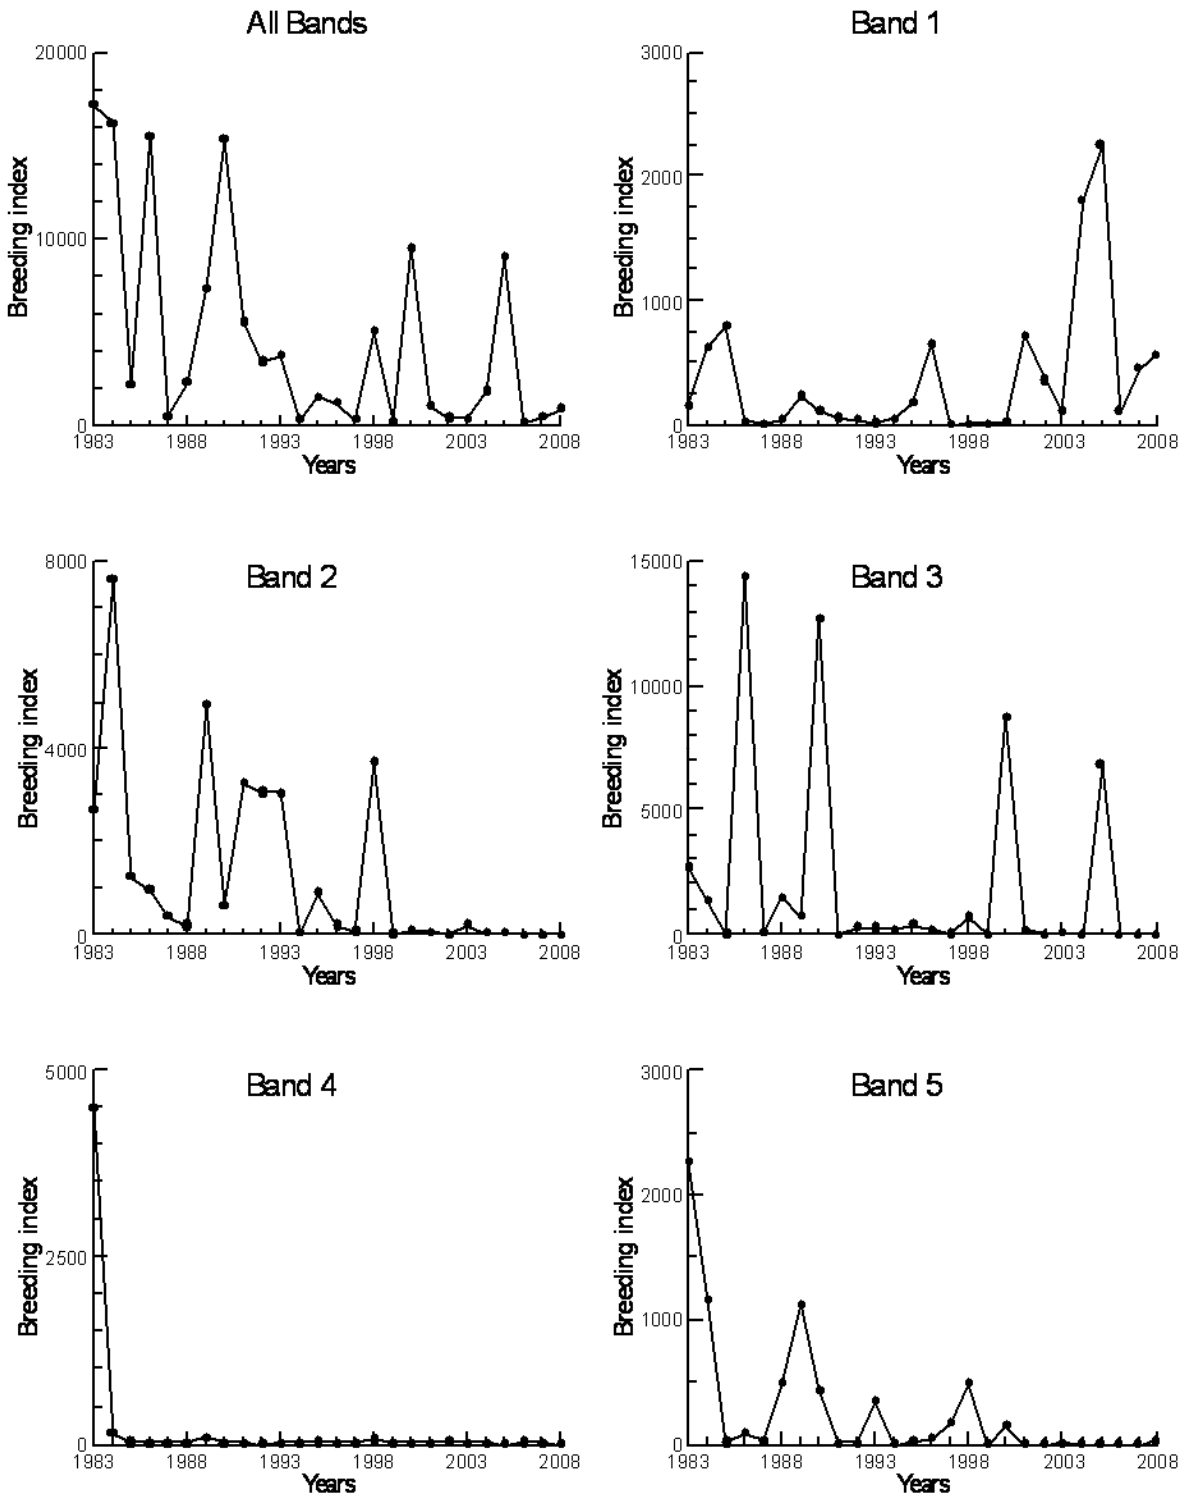 All Bands
20000
10000
0
1983 1988 1993 1998 2003 2008
Breeding index
Years
Band 1
3000
2000
1000
0
1983 1988 1993 1998 2003 2008
Breeding index
Years
Band 2
8000
4000
0
1983 1988 1993 1998 2003 2008
Breeding index
Years
Band 3
15000
10000
5000
0
1983 1988 1993 1998 2003 2008
Breeding index
Years
Band 4
5000
2500
0
1983 1988 1993 1998 2003 2008
Breeding index
Years
Band 5
3000
2000
1000
0
1983 1988 1993 1998 2003 2008
Breeding index
Years